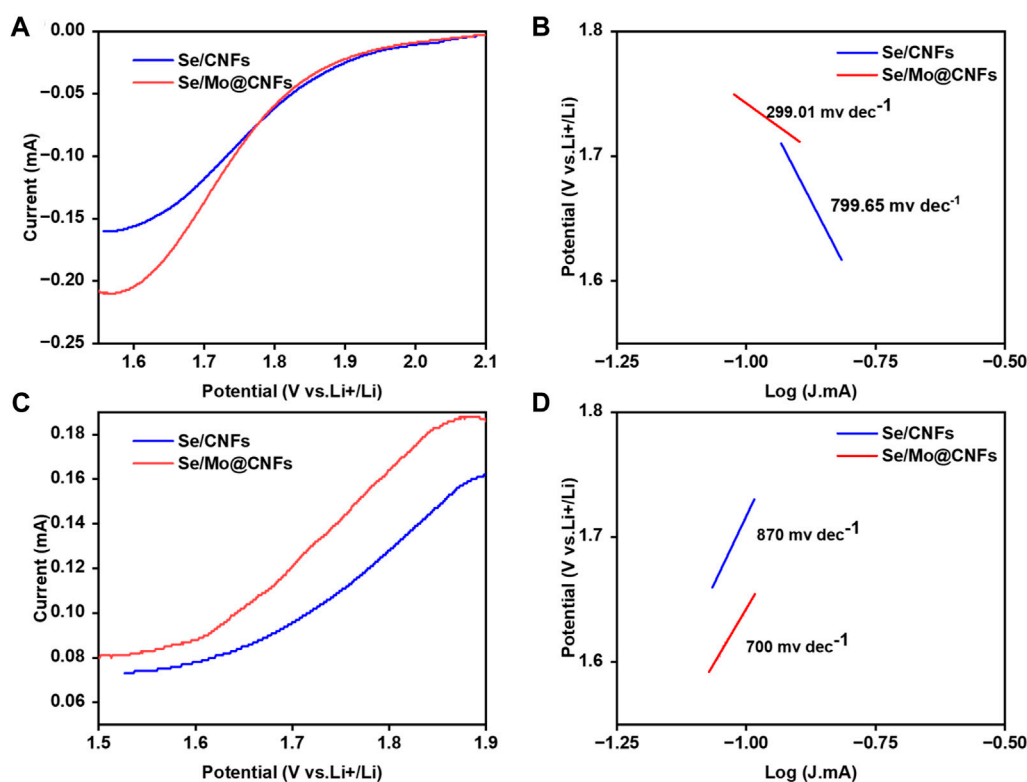 A
0.00
−0.05
−0.10
−0.15
−0.20
−0.25
Current (mA)
Se/CNFs
Se/Mo@CNFs
1.6 1.7 1.8 1.9 2.0 2.1
Potential (V vs.Li+/Li)
B
1.8
1.7
1.6
Potential (V vs.Li+/Li)
Se/CNFs
Se/Mo@CNFs
299.01 mv dec⁻¹
799.65 mv dec⁻¹
−1.25 −1.00 −0.75 −0.50
Log (J.mA)
C
0.18
0.16
0.14
0.12
0.10
0.08
0.06
Current (mA)
Se/CNFs
Se/Mo@CNFs
1.5 1.6 1.7 1.8 1.9
Potential (V vs.Li+/Li)
D
1.8
1.7
1.6
Potential (V vs.Li+/Li)
Se/CNFs
Se/Mo@CNFs
870 mv dec⁻¹
700 mv dec⁻¹
−1.25 −1.00 −0.75 −0.50
Log (J.mA)